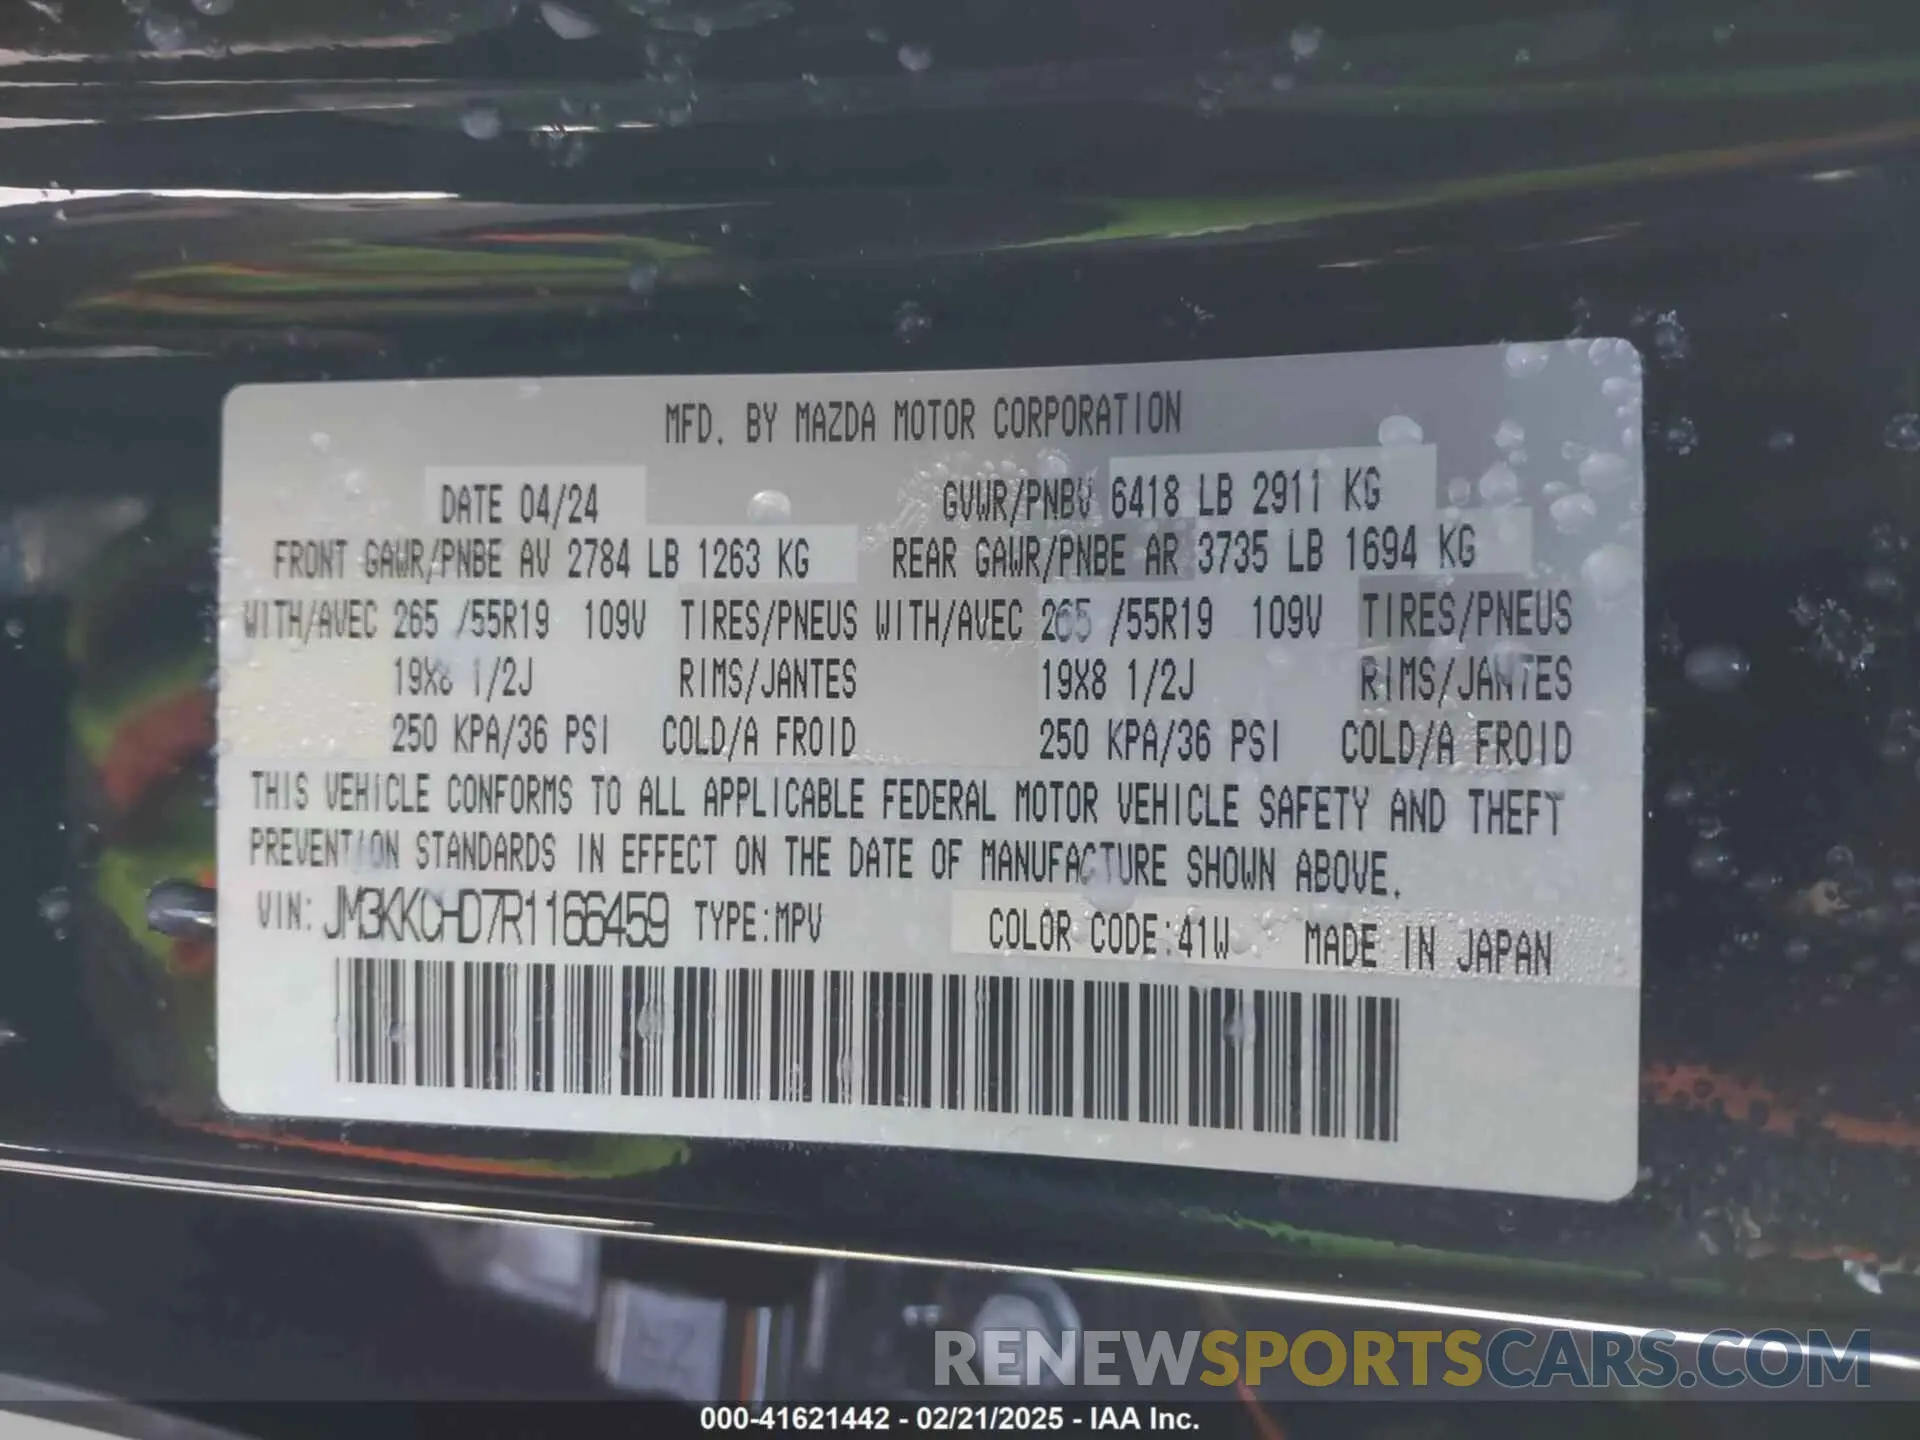 MFD. BY MAZDA MOTOR CORPORATION
DATE 04/24 GVWR/PNBV 6418 LB 2911 KG
FRONT GAWR/PNBE AV 2784 LB 1263 KG REAR GAWR/PNBE AR 3735 LB 1694 KG
WITH/AVEC 265 /55R19 109V TIRES/PNEUS WITH/AVEC 265 /55R19 109V TIRES/PNEUS
19X8 1/2J RIMS/JANTES 19X8 1/2J RIMS/JANTES
250 KPA/36 PSI COLD/A FROID 250 KPA/36 PSI COLD/A FROID
THIS VEHICLE CONFORMS TO ALL APPLICABLE FEDERAL MOTOR VEHICLE SAFETY AND THEFT
PREVENTION STANDARDS IN EFFECT ON THE DATE OF MANUFACTURE SHOWN ABOVE.
VIN: JM3KKCHD7R1166459 TYPE:MPV COLOR CODE:41W MADE IN JAPAN
RENEWSPORTSCARS.COM
000-41621442 - 02/21/2025 - IAA Inc.